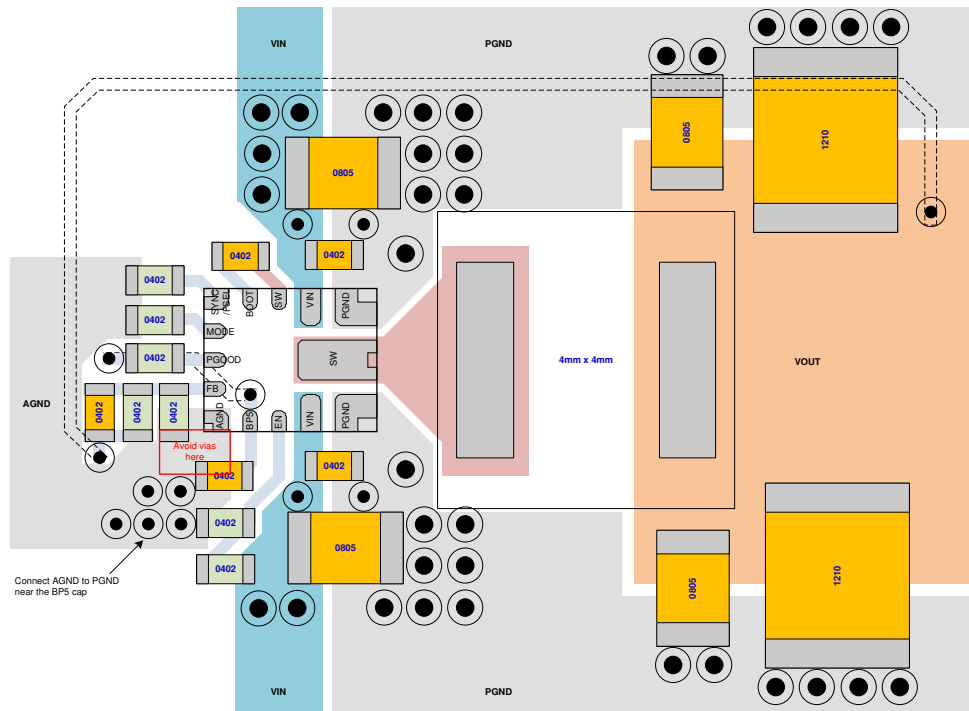 VIN
PGND
0805
1210
0805
0402
0402
0402
SYNC
/FSEL
BOOT
SW
VIN
PGND
0402
MODE
0402
PGOOD
SW
4mm x 4mm
VOUT
FB
AGND
0402
0402
0402
AGND
BP5
EN
VIN
PGND
Avoid vias
here
0402
0402
0402
0805
0805
1210
0402
Connect AGND to PGND
near the BP5 cap
VIN
PGND